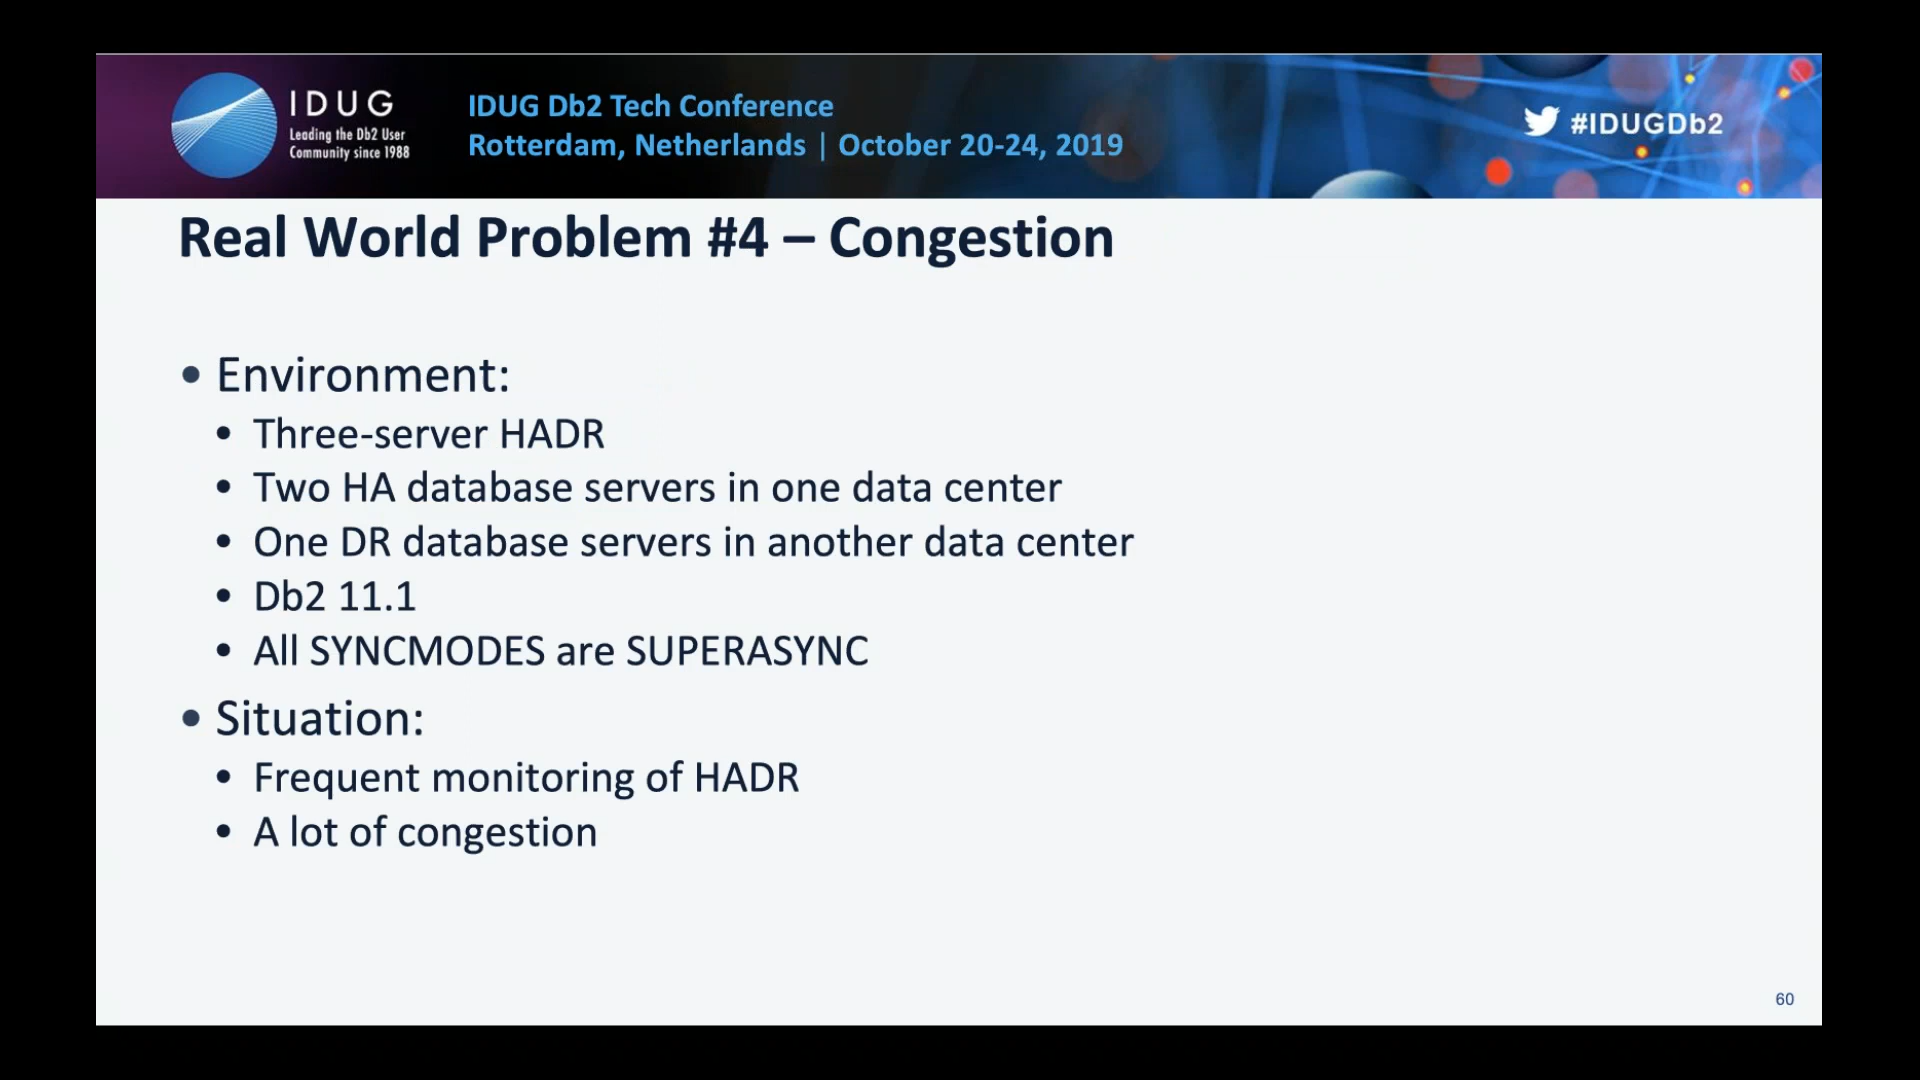 IDUG
Leading the Db2 User
Community since 1988
IDUG Db2 Tech Conference
Rotterdam, Netherlands | October 20-24, 2019
#IDUGDb2
Real World Problem #4 – Congestion
• Environment:
• Three-server HADR
• Two HA database servers in one data center
• One DR database servers in another data center
• Db2 11.1
• All SYNCMODES are SUPERASYNC
• Situation:
• Frequent monitoring of HADR
• A lot of congestion
60